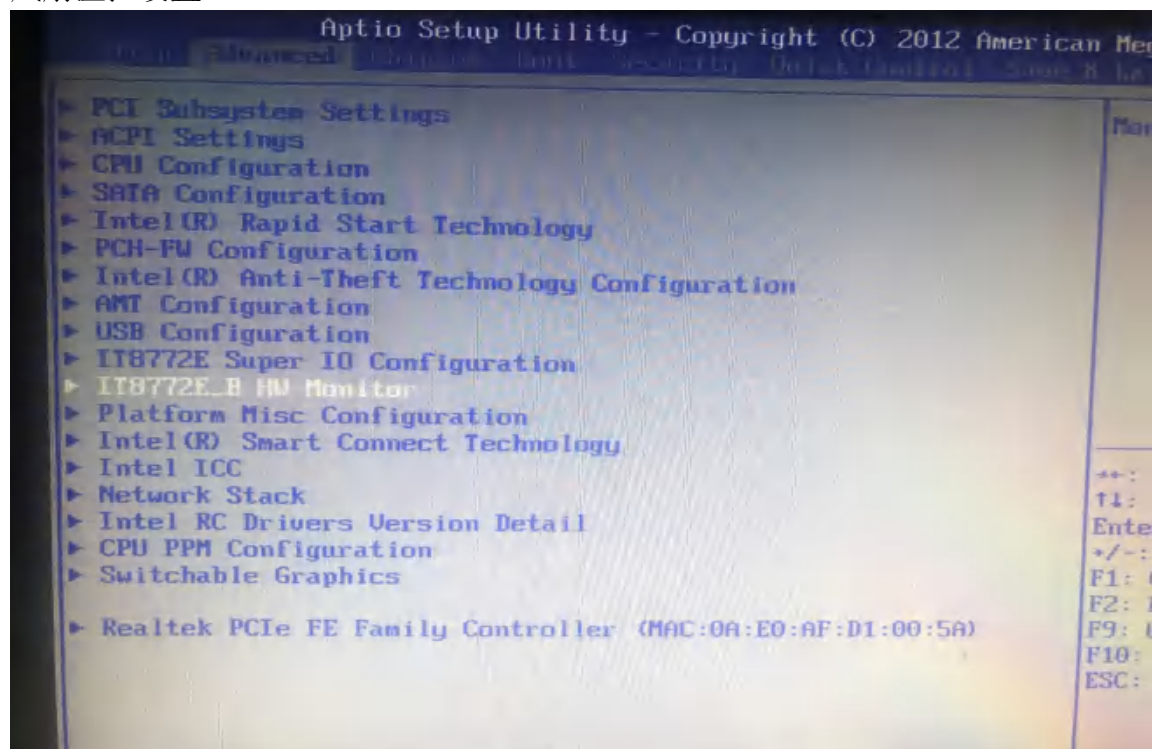 Aptio Setup Utility - Copyright (C) 2012 American
Advanced Boot Security
PCI Subsystem Settings
ACPI Settings
CPU Configuration
SATA Configuration
Intel(R) Rapid Start Technology
PCH-FW Configuration
Intel(R) Anti-Theft Technology Configuration
AMT Configuration
USB Configuration
IT8772E Super IO Configuration
IT8772E_B HW Monitor
Platform Misc Configuration
Intel(R) Smart Connect Technology
Intel ICC
Network Stack
Intel RC Drivers Version Detail
CPU PPM Configuration
Switchable Graphics
Realtek PCIe FE Family Controller (MAC:0A:E0:AF:D1:00:5A)
Mon
↑↓:
Ente
+/-:
F1:
F2:
F9:
F10:
ESC: